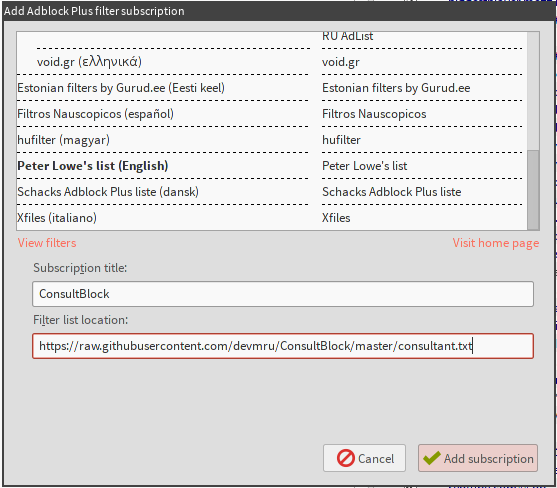 Add Adblock Plus filter subscription
RU AdList
void.gr (ελληνικά) void.gr
Estonian filters by Gurud.ee (Eesti keel) Estonian filters by Gurud.ee
Filtros Nauscopicos (español) Filtros Nauscopicos
hufilter (magyar) hufilter
Peter Lowe's list (English) Peter Lowe's list
Schacks Adblock Plus liste (dansk) Schacks Adblock Plus liste
Xfiles (italiano) Xfiles
View filters Visit home page
Subscription title:
ConsultBlock
Filter list location:
https://raw.githubusercontent.com/devmru/ConsultBlock/master/consultant.txt
Cancel Add subscription